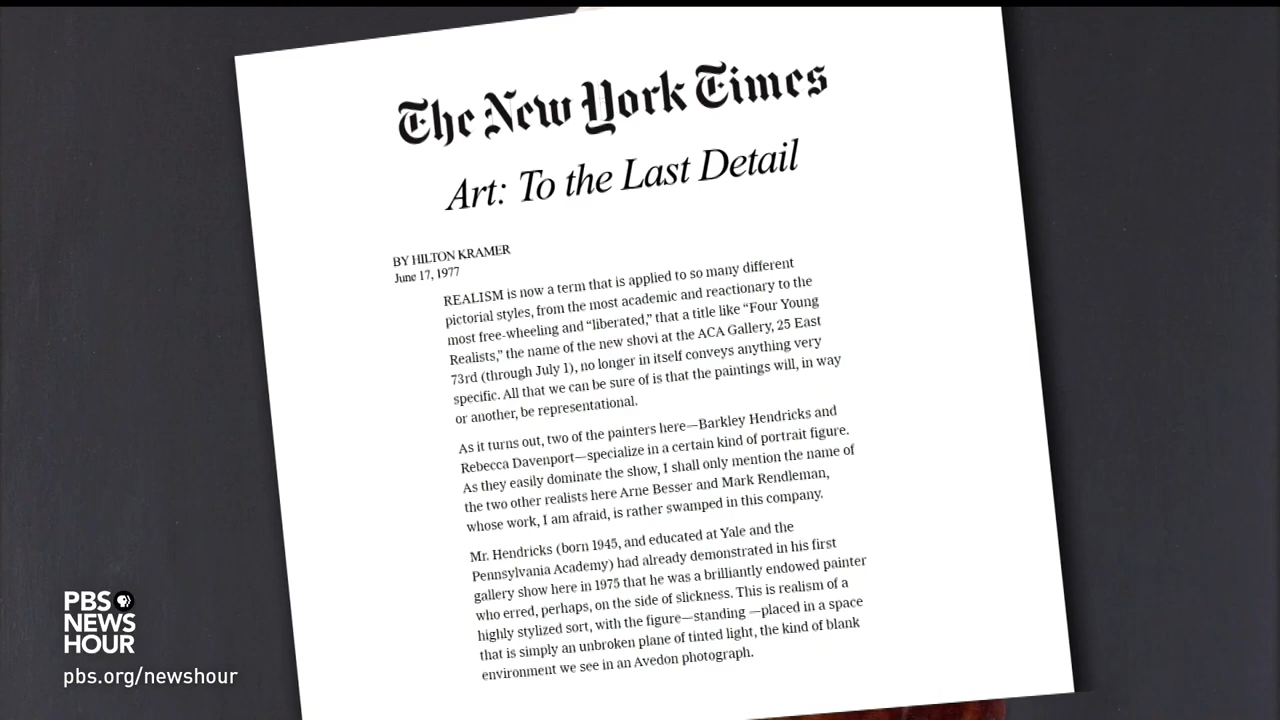 The New York Times
Art: To the Last Detail
BY HILTON KRAMER
June 17, 1977
REALISM is now a term that is applied to so many different
pictorial styles, from the most academic and reactionary to the
most free-wheeling and “liberated,” that a title like “Four Young
Realists,” the name of the new shovi at the ACA Gallery, 25 East
73rd (through July 1), no longer in itself conveys anything very
specific. All that we can be sure of is that the paintings will, in way
or another, be representational.
As it turns out, two of the painters here—Barkley Hendricks and
Rebecca Davenport—specialize in a certain kind of portrait figure.
As they easily dominate the show, I shall only mention the name of
the two other realists here Arne Besser and Mark Rendleman,
whose work, I am afraid, is rather swamped in this company.
Mr. Hendricks (born 1945, and educated at Yale and the
Pennsylvania Academy) had already demonstrated in his first
gallery show here in 1975 that he was a brilliantly endowed painter
who erred, perhaps, on the side of slickness. This is realism of a
highly stylized sort, with the figure—standing —placed in a space
that is simply an unbroken plane of tinted light, the kind of blank
environment we see in an Avedon photograph.
PBS
NEWS
HOUR
pbs.org/newshour